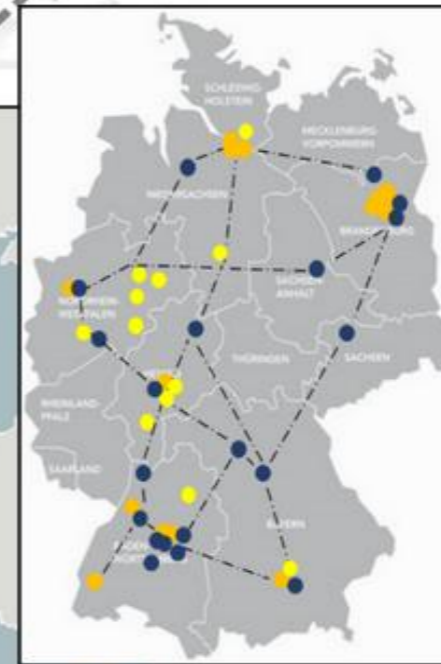 SCHLESWIG-
HOLSTEIN
MECKLENBURG-
VORPOMMERN
NIEDERSACHSEN
BRANDENBURG
SACHSEN-
ANHALT
NORDRHEIN-
WESTFALEN
THÜRINGEN
SACHSEN
RHEINLAND-
PFALZ
SAARLAND
BAYERN